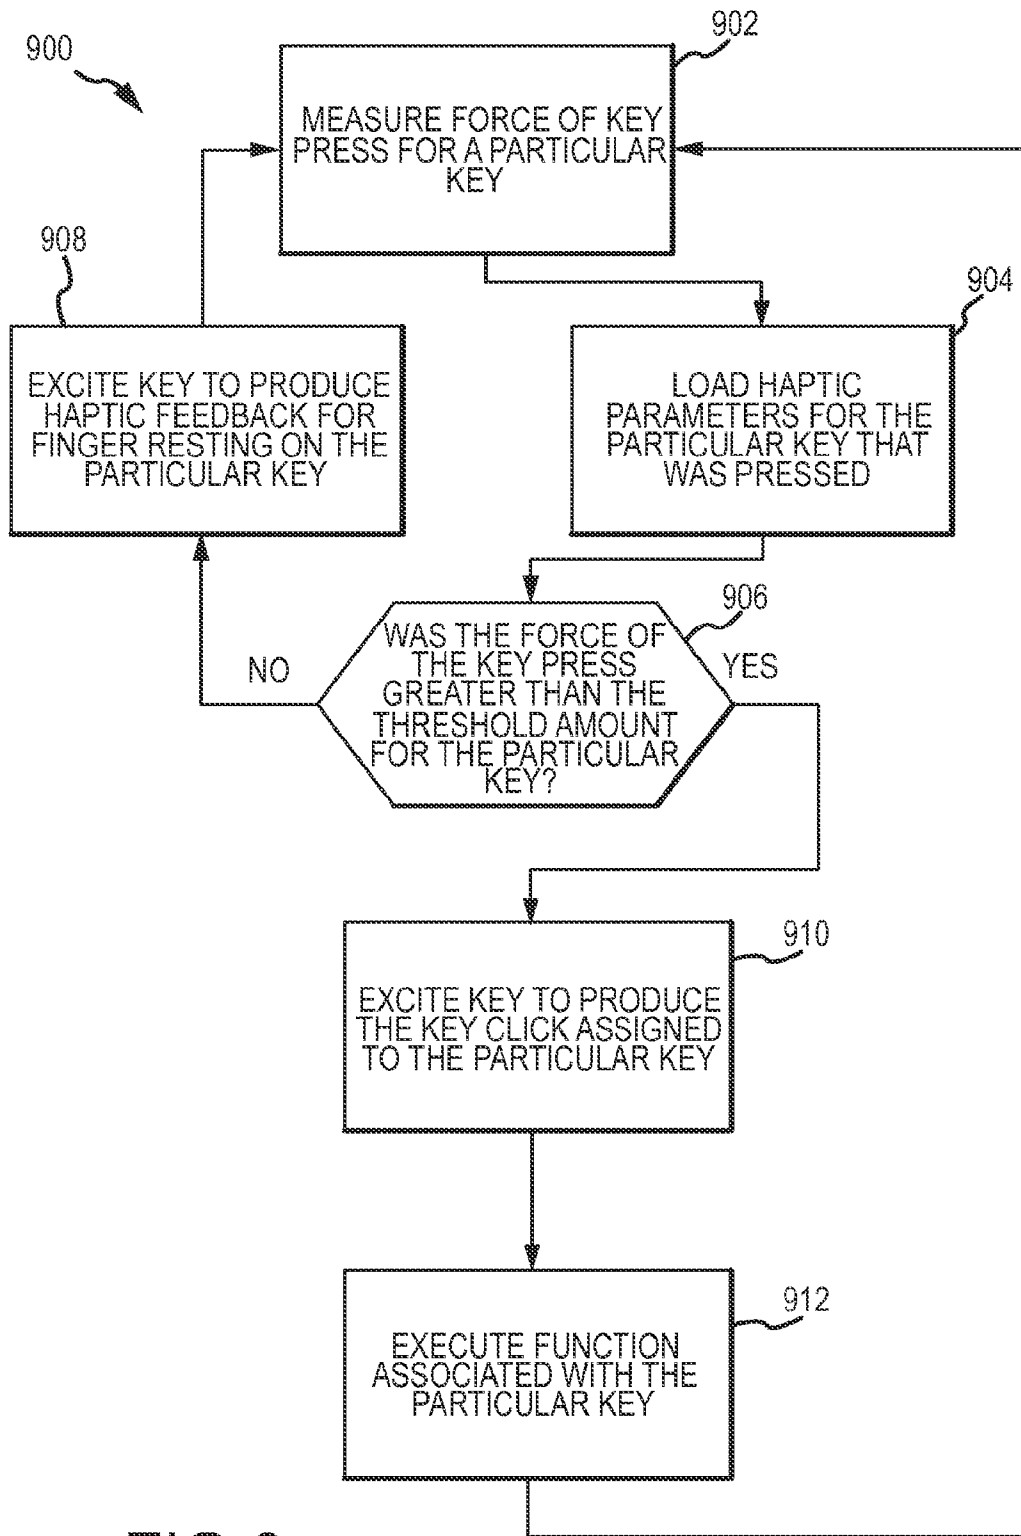 900
902
MEASURE FORCE OF KEY
PRESS FOR A PARTICULAR
KEY
908
904
EXCITE KEY TO PRODUCE
HAPTIC FEEDBACK FOR
FINGER RESTING ON THE
PARTICULAR KEY
LOAD HAPTIC
PARAMETERS FOR THE
PARTICULAR KEY THAT
WAS PRESSED
906
WAS THE FORCE OF
THE KEY PRESS
GREATER THAN THE
THRESHOLD AMOUNT
FOR THE PARTICULAR
KEY?
NO
YES
910
EXCITE KEY TO PRODUCE
THE KEY CLICK ASSIGNED
TO THE PARTICULAR KEY
912
EXECUTE FUNCTION
ASSOCIATED WITH THE
PARTICULAR KEY